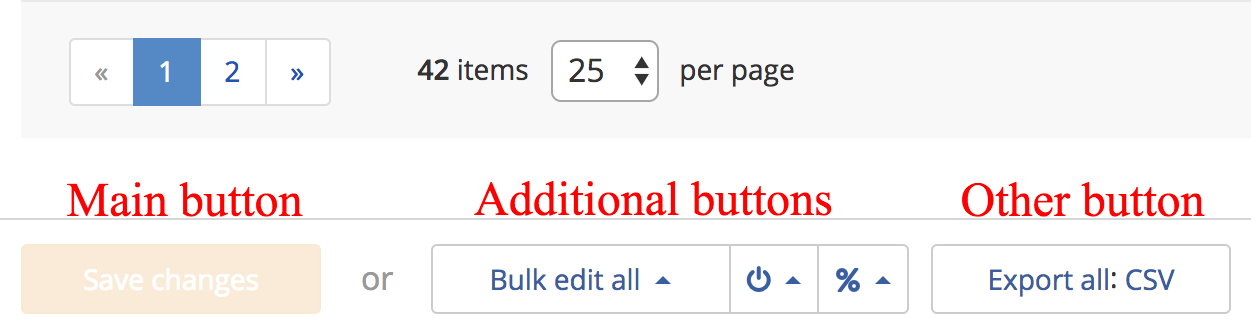 « 1 2 » 42 items 25 per page
Main button Additional buttons Other button
Save changes or Bulk edit all % Export all: CSV